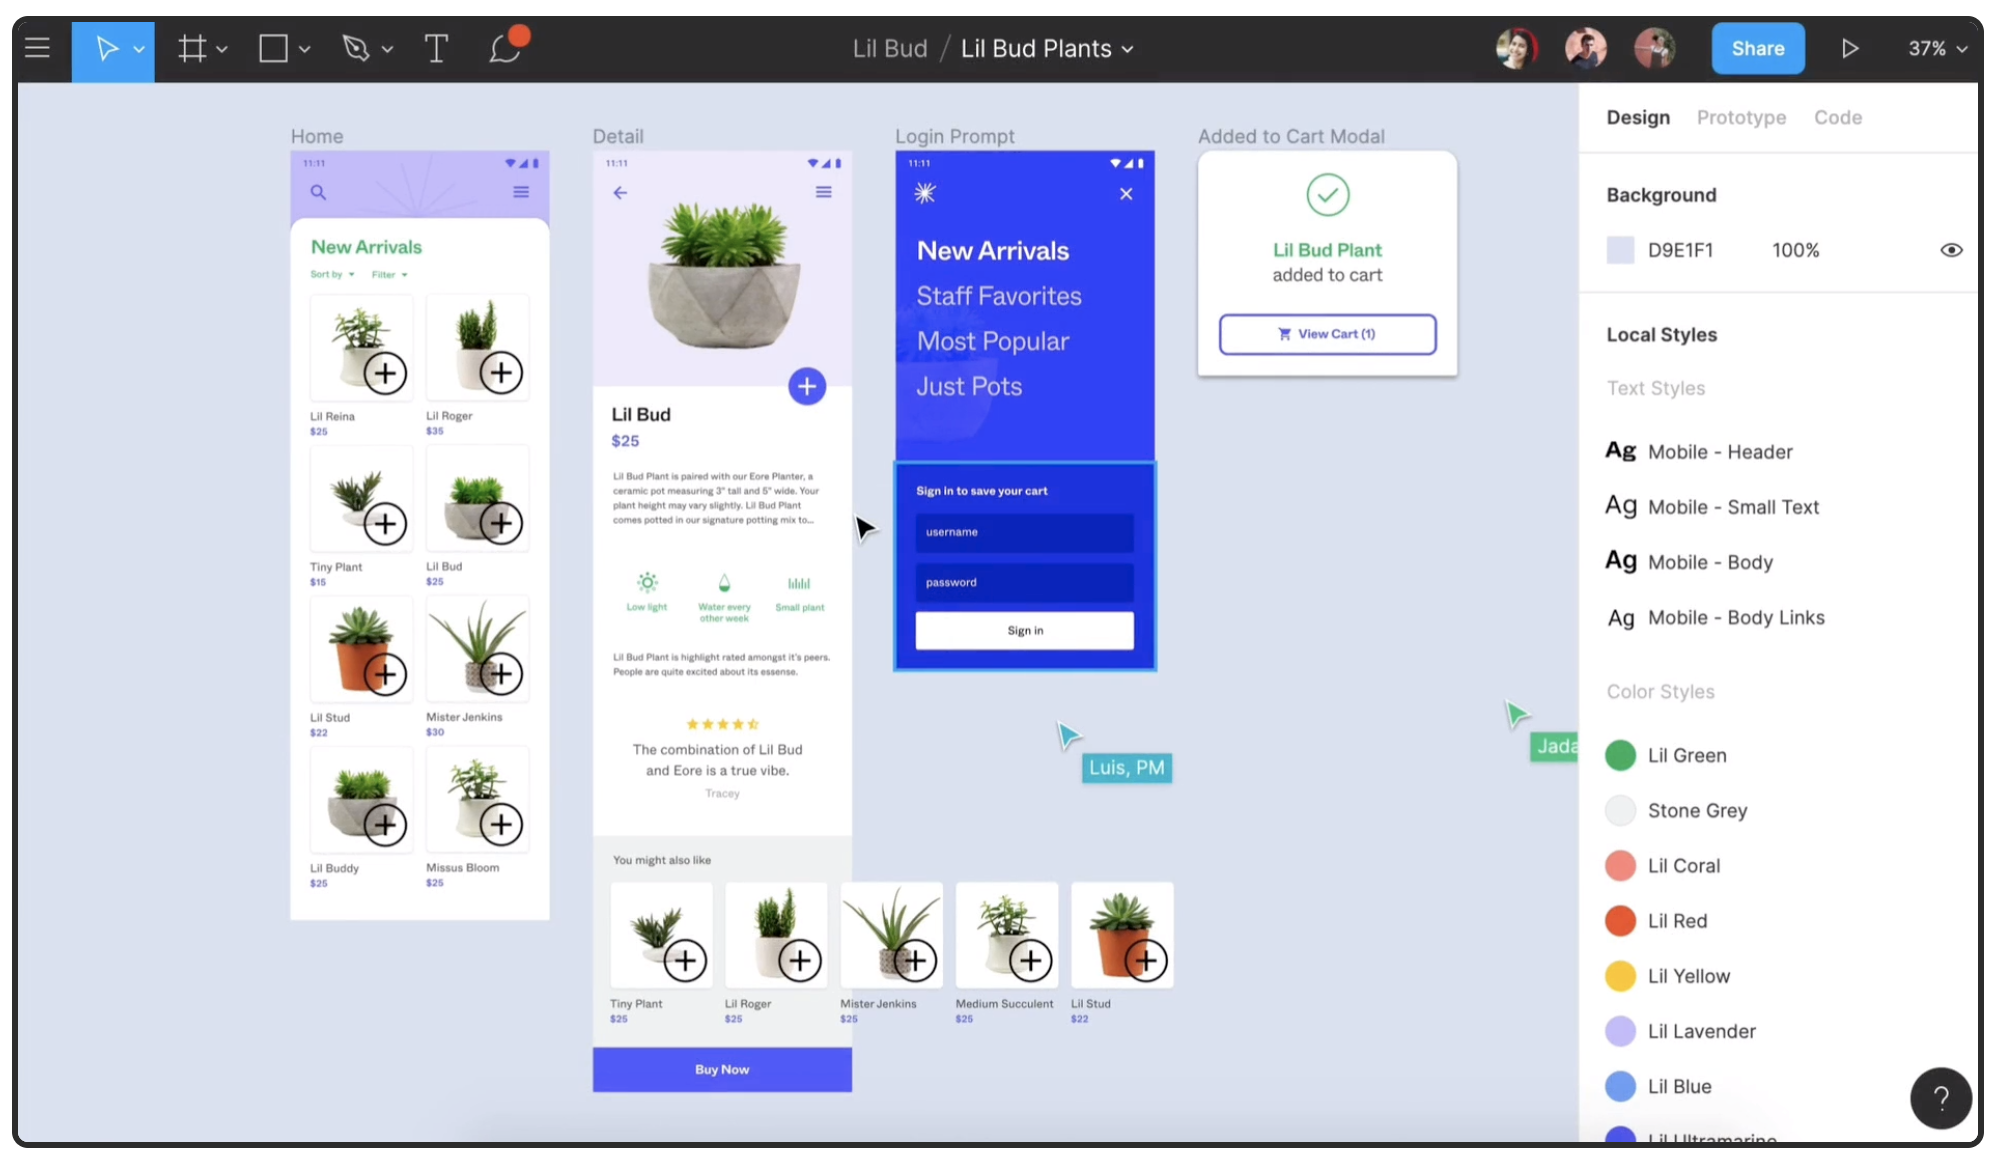 Lil Bud / Lil Bud Plants
Share
37%
Home
11:11
New Arrivals
Sort by Filter
Lil Reina
$25
Lil Roger
$35
Tiny Plant
$15
Lil Bud
$25
Lil Stud
$22
Mister Jenkins
$30
Lil Buddy
$25
Missus Bloom
$25
Detail
11:11
Lil Bud
$25
Lil Bud Plant is paired with our Eore Planter, a
ceramic pot measuring 3" tall and 5" wide. Your
plant height may vary slightly. Lil Bud Plant
comes potted in our signature potting mix to...
Low light
Water every
other week
Small plant
Lil Bud Plant is highlight rated amongst it's peers.
People are quite excited about its essense.
The combination of Lil Bud
and Eore is a true vibe.
Tracey
You might also like
Tiny Plant
$25
Lil Roger
$25
Mister Jenkins
$25
Medium Succulent
$25
Lil Stud
$22
Buy Now
Login Prompt
11:11
New Arrivals
Staff Favorites
Most Popular
Just Pots
Sign in to save your cart
username
password
Sign in
Luis, PM
Added to Cart Modal
Lil Bud Plant
added to cart
View Cart (1)
Jada
Design Prototype Code
Background
D9E1F1 100%
Local Styles
Text Styles
Ag Mobile - Header
Ag Mobile - Small Text
Ag Mobile - Body
Ag Mobile - Body Links
Color Styles
Lil Green
Stone Grey
Lil Coral
Lil Red
Lil Yellow
Lil Lavender
Lil Blue
Lil Ultramarine
?